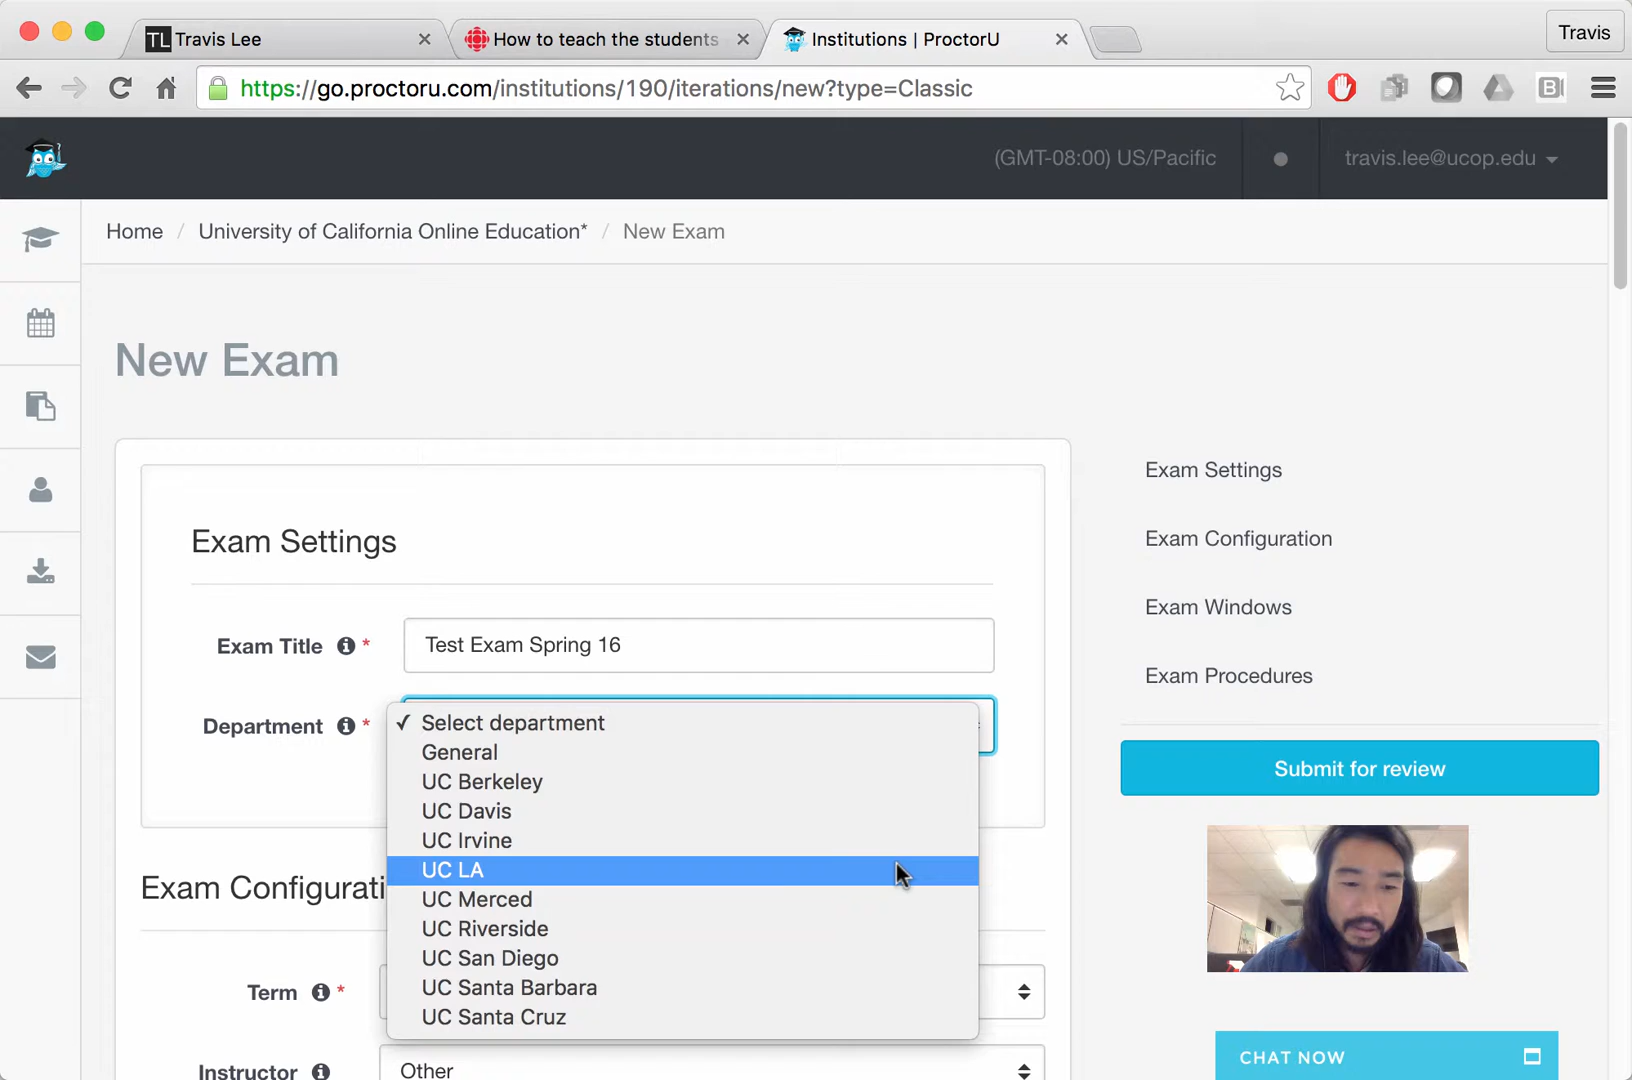 TL Travis Lee
How to teach the students
Institutions | ProctorU
Travis
https://go.proctoru.com/institutions/190/iterations/new?type=Classic
(GMT-08:00) US/Pacific
travis.lee@ucop.edu
Home / University of California Online Education* / New Exam
New Exam
Exam Settings
Exam Title * Test Exam Spring 16
Department *
✓ Select department
General
UC Berkeley
UC Davis
UC Irvine
UC LA
UC Merced
UC Riverside
UC San Diego
UC Santa Barbara
UC Santa Cruz
Exam Configurati
Term *
Instructor Other
Exam Settings
Exam Configuration
Exam Windows
Exam Procedures
Submit for review
CHAT NOW